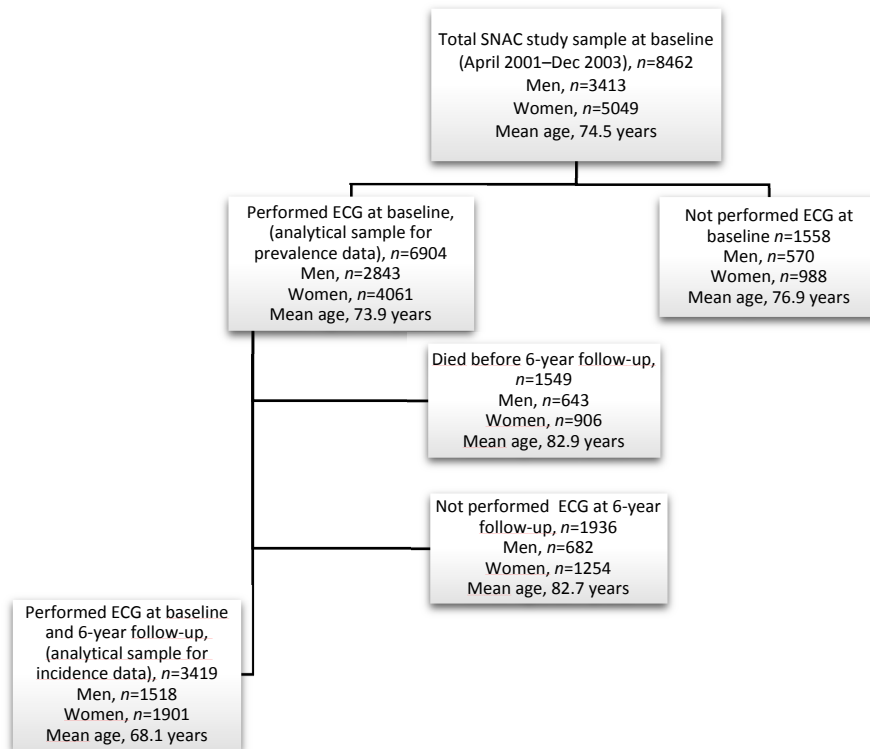 Total SNAC study sample at baseline
(April 2001–Dec 2003), n=8462
Men, n=3413
Women, n=5049
Mean age, 74.5 years
Performed ECG at baseline,
(analytical sample for
prevalence data), n=6904
Men, n=2843
Women, n=4061
Mean age, 73.9 years
Not performed ECG at
baseline n=1558
Men, n=570
Women, n=988
Mean age, 76.9 years
Died before 6-year follow-up,
n=1549
Men, n=643
Women, n=906
Mean age, 82.9 years
Not performed ECG at 6-year
follow-up, n=1936
Men, n=682
Women, n=1254
Mean age, 82.7 years
Performed ECG at baseline
and 6-year follow-up,
(analytical sample for
incidence data), n=3419
Men, n=1518
Women, n=1901
Mean age, 68.1 years